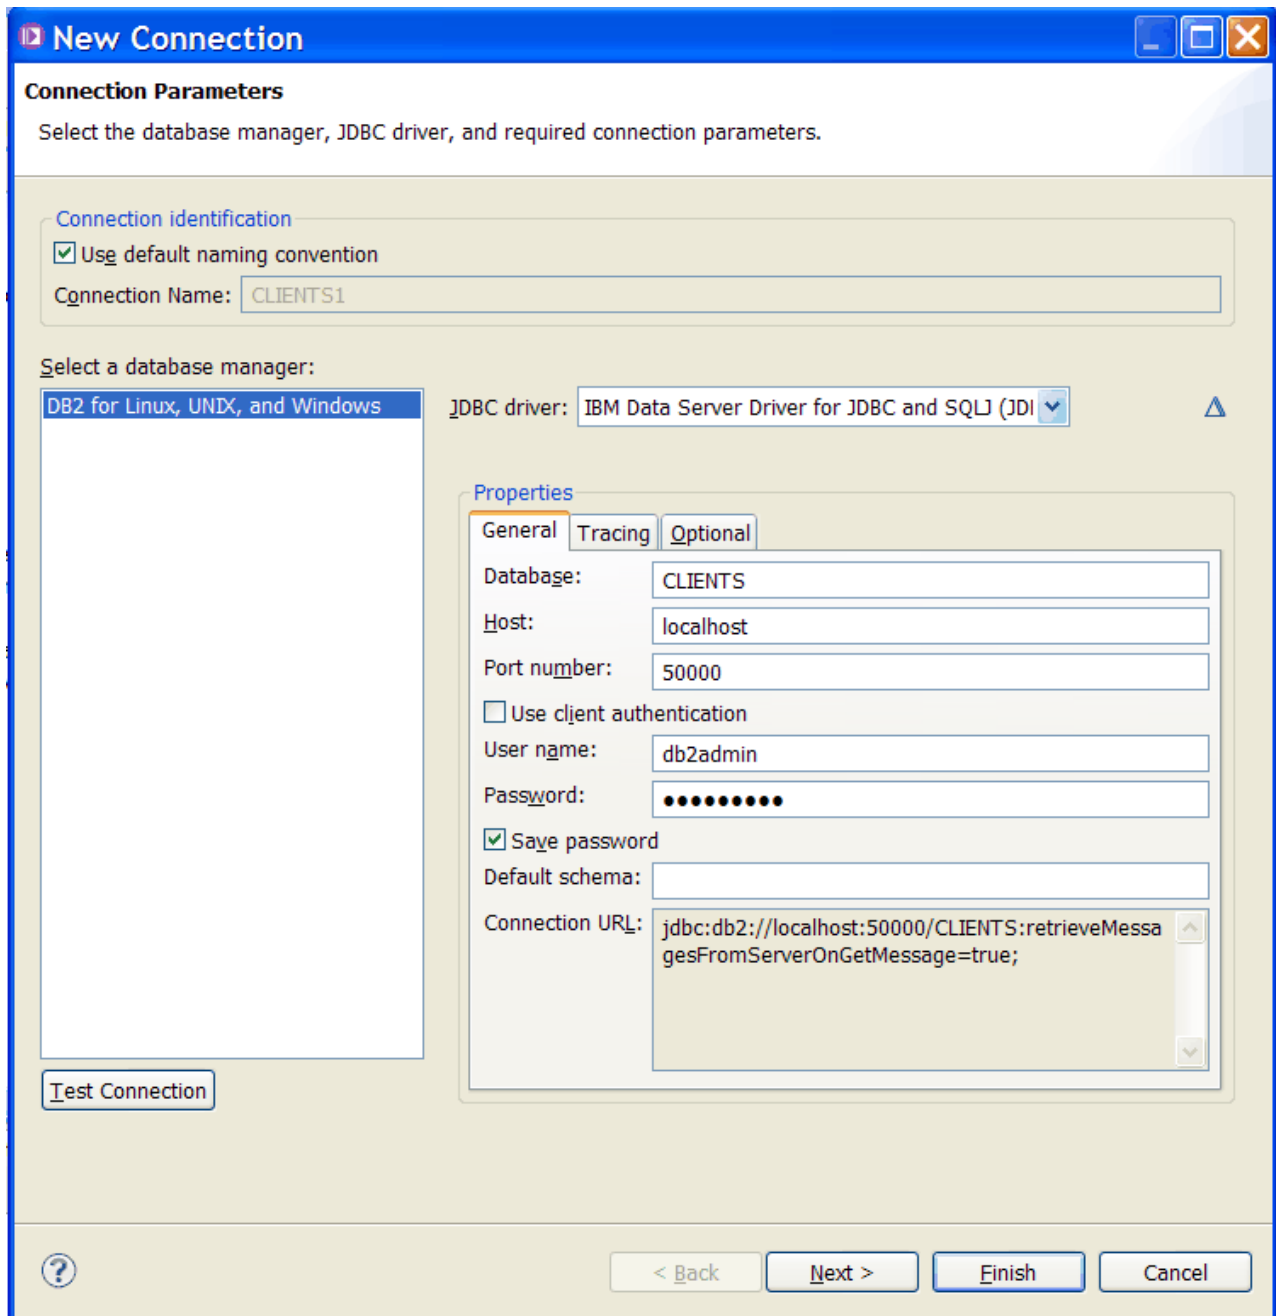 New Connection
Connection Parameters
Select the database manager, JDBC driver, and required connection parameters.
Connection identification
Use default naming convention
Connection Name: CLIENTS1
Select a database manager:
DB2 for Linux, UNIX, and Windows
JDBC driver: IBM Data Server Driver for JDBC and SQLJ (JD
Properties
General Tracing Optional
Database: CLIENTS
Host: localhost
Port number: 50000
Use client authentication
User name: db2admin
Password: •••••••••
Save password
Default schema:
Connection URL: jdbc:db2://localhost:50000/CLIENTS:retrieveMessa
gesFromServerOnGetMessage=true;
Test Connection
? < Back Next > Finish Cancel